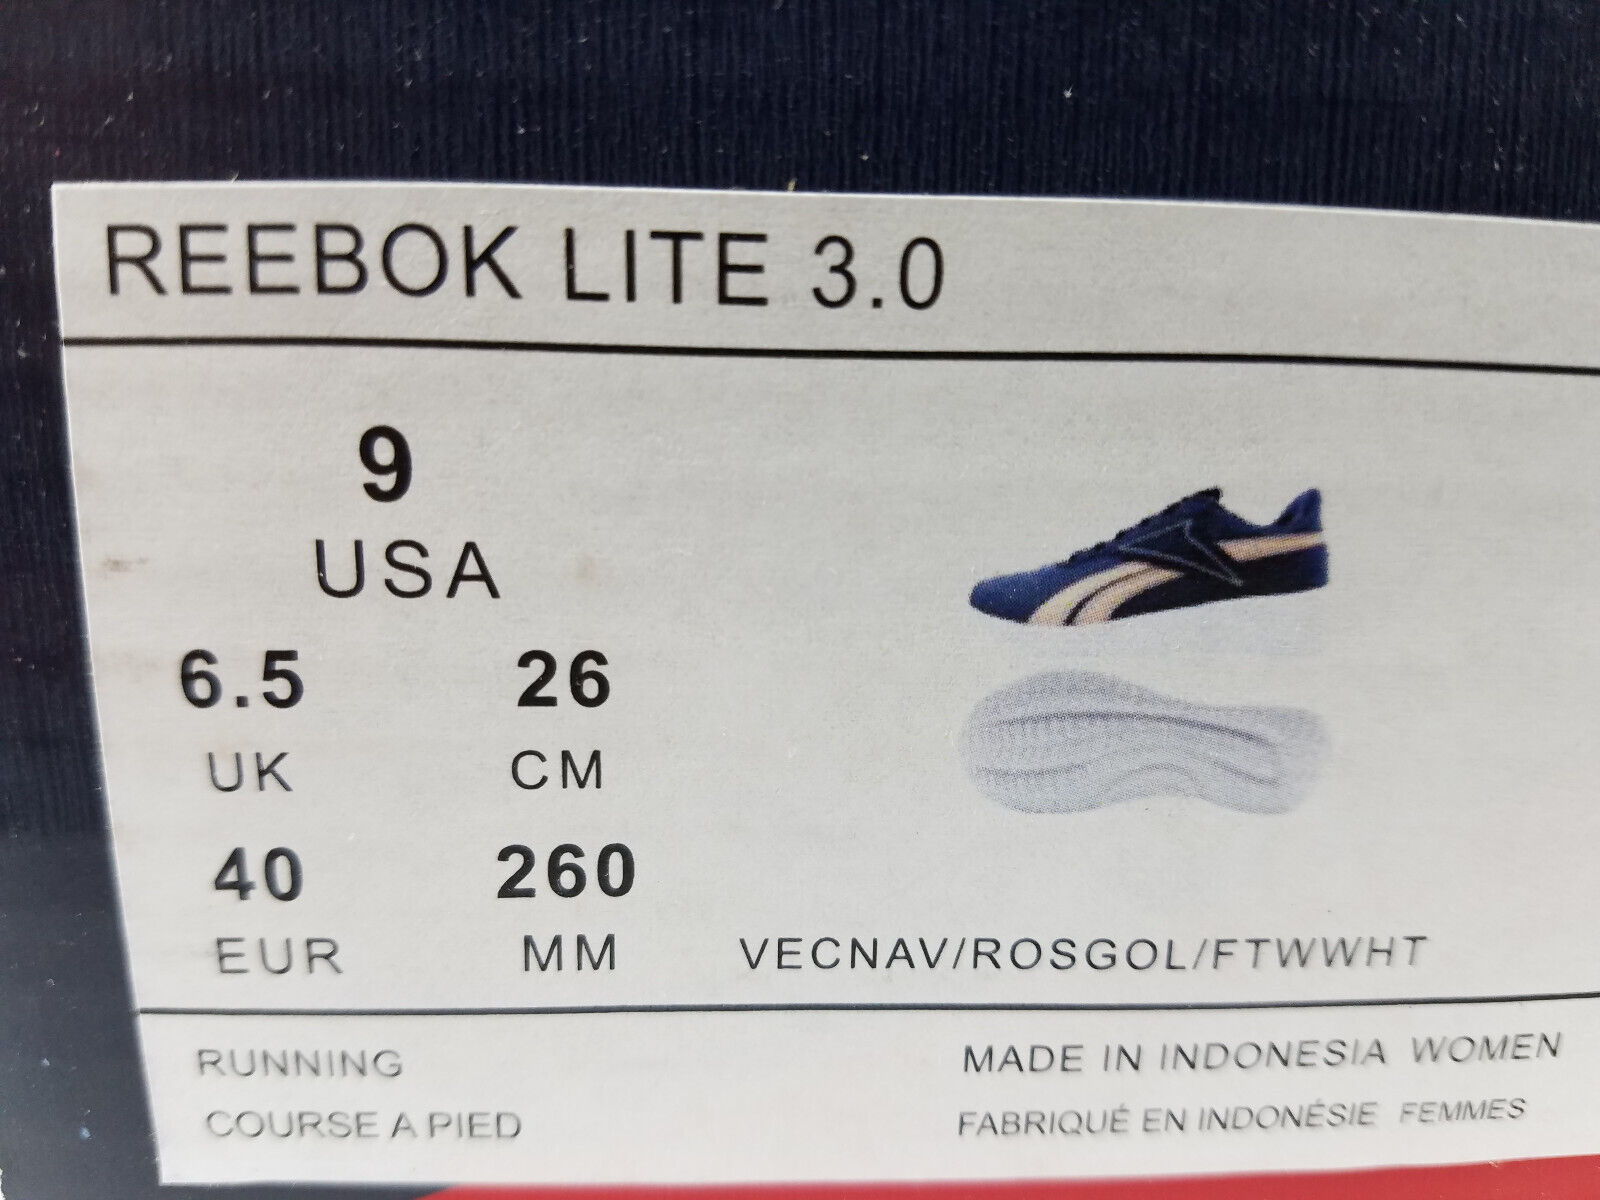 REEBOK LITE 3.0
9
USA
6.5 26
UK CM
40 260
EUR MM VECNAV/ROSGOL/FTWWHT
RUNNING MADE IN INDONESIA WOMEN
COURSE A PIED FABRIQUÉ EN INDONÉSIE FEMMES